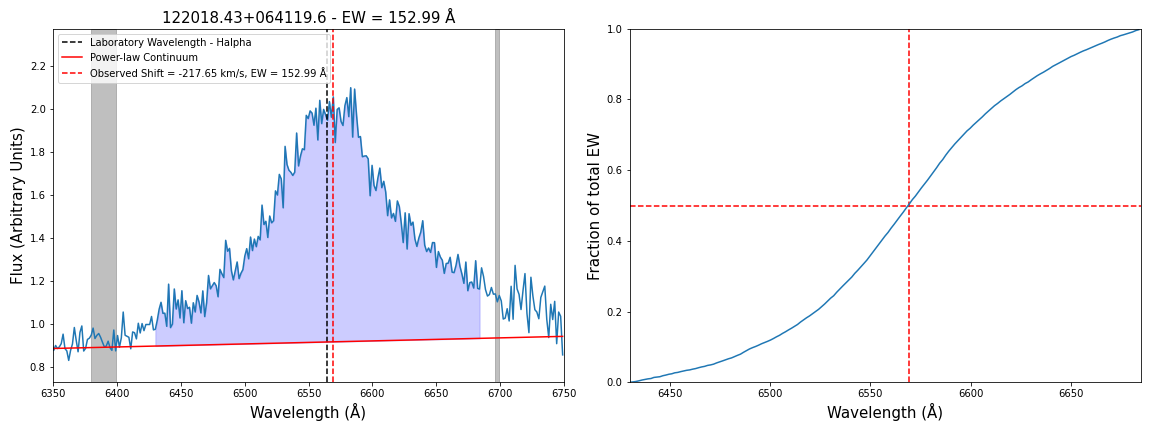 122018.43+064119.6 - EW = 152.99 Å
Laboratory Wavelength - Halpha
Power-law Continuum
Observed Shift = -217.65 km/s, EW = 152.99 Å
Flux (Arbitrary Units)
2.2
2.0
1.8
1.6
1.4
1.2
1.0
0.8
6350 6400 6450 6500 6550 6600 6650 6700 6750
Wavelength (Å)
Fraction of total EW
1.0
0.8
0.6
0.4
0.2
0.0
6450 6500 6550 6600 6650
Wavelength (Å)